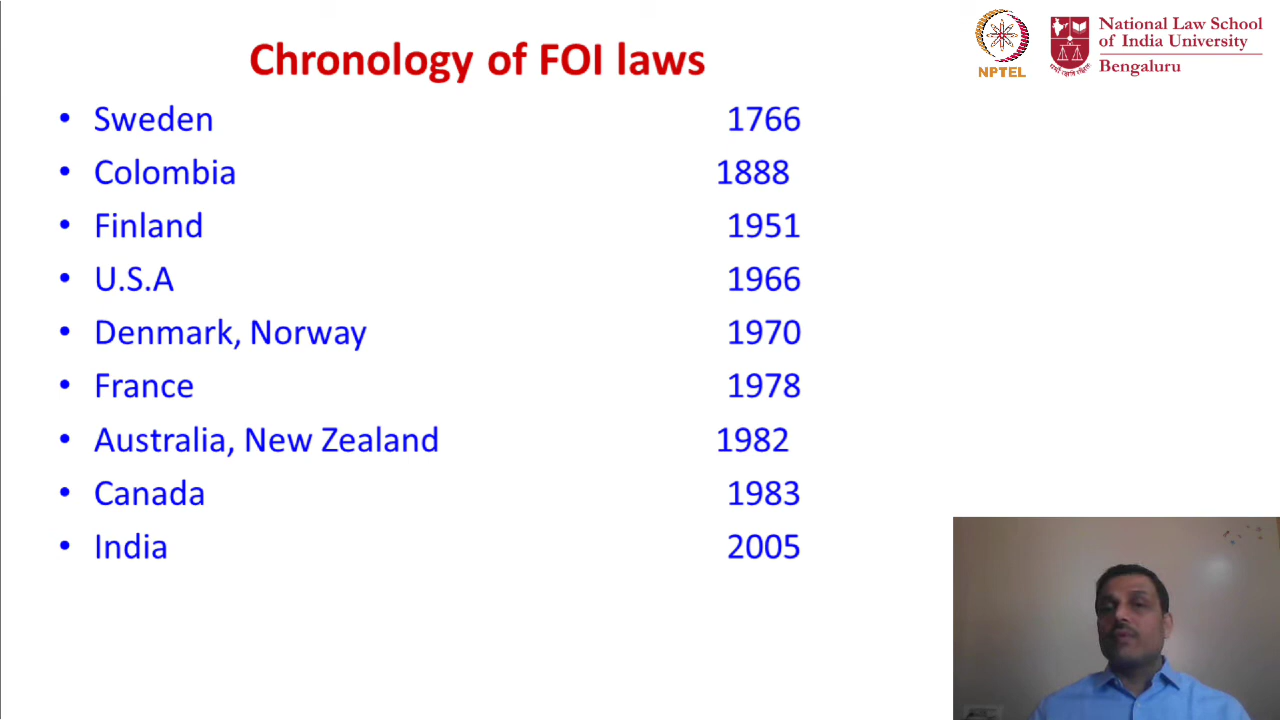 Chronology of FOI laws
NPTEL
National Law School
of India University
Bengaluru
• Sweden 1766
• Colombia 1888
• Finland 1951
• U.S.A 1966
• Denmark, Norway 1970
• France 1978
• Australia, New Zealand 1982
• Canada 1983
• India 2005